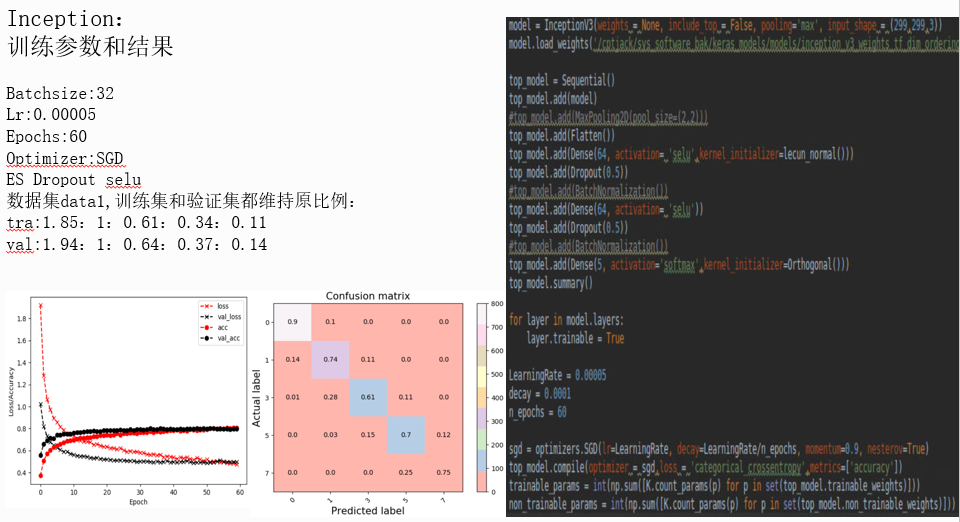 Inception:
训练参数和结果
Batchsize:32
Lr:0.00005
Epochs:60
Optimizer:SGD
ES Dropout selu
数据集data1,训练集和验证集都维持原比例:
tra:1.85: 1: 0.61: 0.34: 0.11
val:1.94: 1: 0.64: 0.37: 0.14
loss
val_loss
acc
val_acc
1.8
1.6
1.4
1.2
1.0
0.8
0.6
0.4
Loss/Accuracy
0 10 20 30 40 50 60
Epoch
Confusion matrix
Actual label
0 0.9 0.1 0.0 0.0 0.0
1 0.14 0.74 0.11 0.0 0.0
3 0.01 0.28 0.61 0.11 0.0
5 0.0 0.03 0.15 0.7 0.12
7 0.0 0.0 0.0 0.25 0.75
0 1 3 5 7
Predicted label
800
700
600
500
400
300
200
100
0
model = InceptionV3(weights = None, include_top = False, pooling='max', input_shape = (299,299,3))
model.load_weights('/cptjack/sys_software_bak/keras_models/models/inception_v3_weights_tf_dim_ordering
top_model = Sequential()
top_model.add(model)
#top_model.add(MaxPooling2D(pool_size=(2,2)))
top_model.add(Flatten())
top_model.add(Dense(64, activation= 'selu',kernel_initializer=lecun_normal()))
top_model.add(Dropout(0.5))
#top_model.add(BatchNormalization())
top_model.add(Dense(64, activation= 'selu'))
top_model.add(Dropout(0.5))
#top_model.add(BatchNormalization())
top_model.add(Dense(5, activation='softmax',kernel_initializer=Orthogonal()))
top_model.summary()
for layer in model.layers:
layer.trainable = True
LearningRate = 0.00005
decay = 0.0001
n_epochs = 60
sgd = optimizers.SGD(lr=LearningRate, decay=LearningRate/n_epochs, momentum=0.9, nesterov=True)
top_model.compile(optimizer = sgd,loss = 'categorical_crossentropy',metrics=['accuracy'])
trainable_params = int(np.sum([K.count_params(p) for p in set(top_model.trainable_weights)]))
non_trainable_params = int(np.sum([K.count_params(p) for p in set(top_model.non_trainable_weights)]))